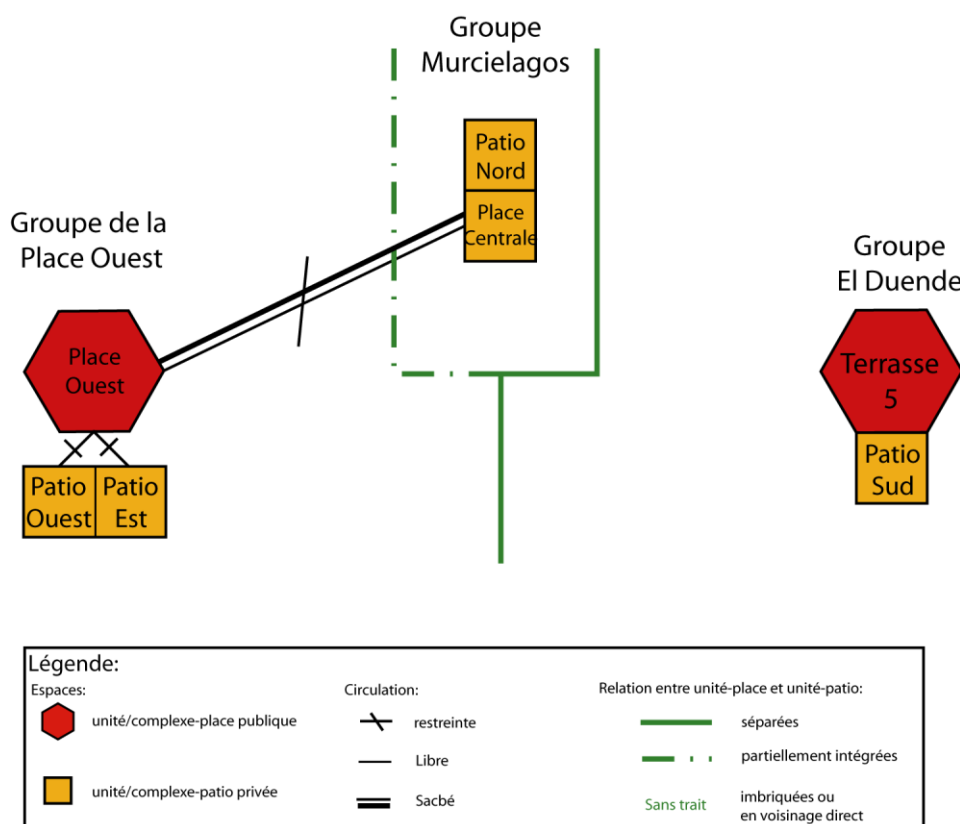 Groupe
Murcielagos
Patio
Nord
Place
Centrale
Groupe de la
Place Ouest
Place
Ouest
Patio
Ouest
Patio
Est
Groupe
El Duende
Terrasse
5
Patio
Sud
Légende:
Espaces:
unité/complexe-place publique
unité/complexe-patio privée
Circulation:
restreinte
Libre
Sacbé
Relation entre unité-place et unité-patio:
séparées
partiellement intégrées
Sans trait
imbriquées ou
en voisinage direct